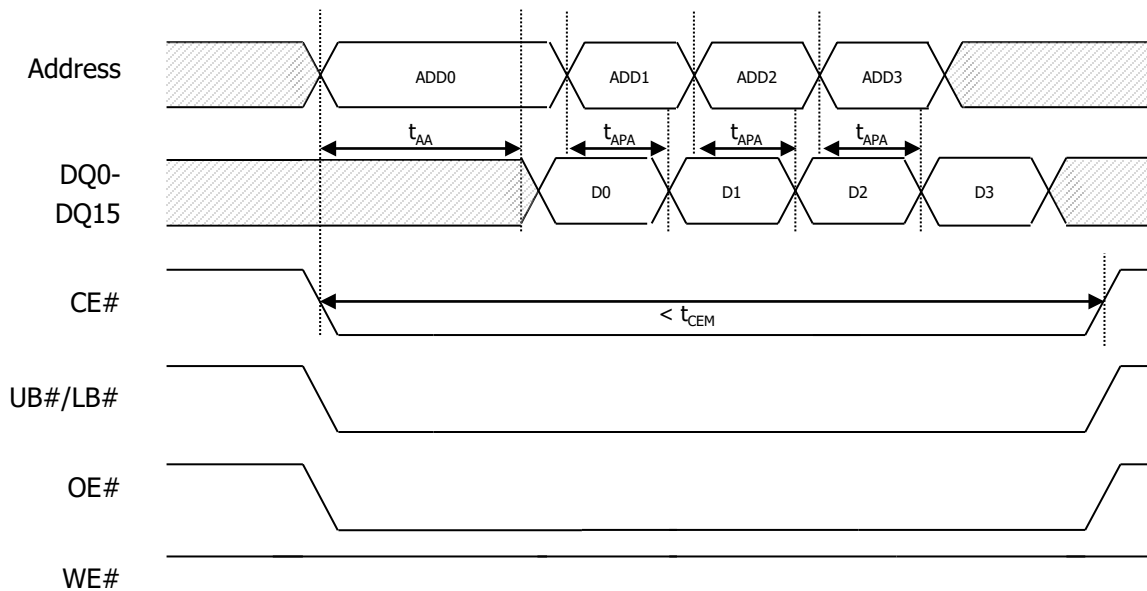 Address
ADD0 ADD1 ADD2 ADD3
tAA tAPA tAPA tAPA
DQ0-
DQ15
D0 D1 D2 D3
CE#
< tCEM
UB#/LB#
OE#
WE#